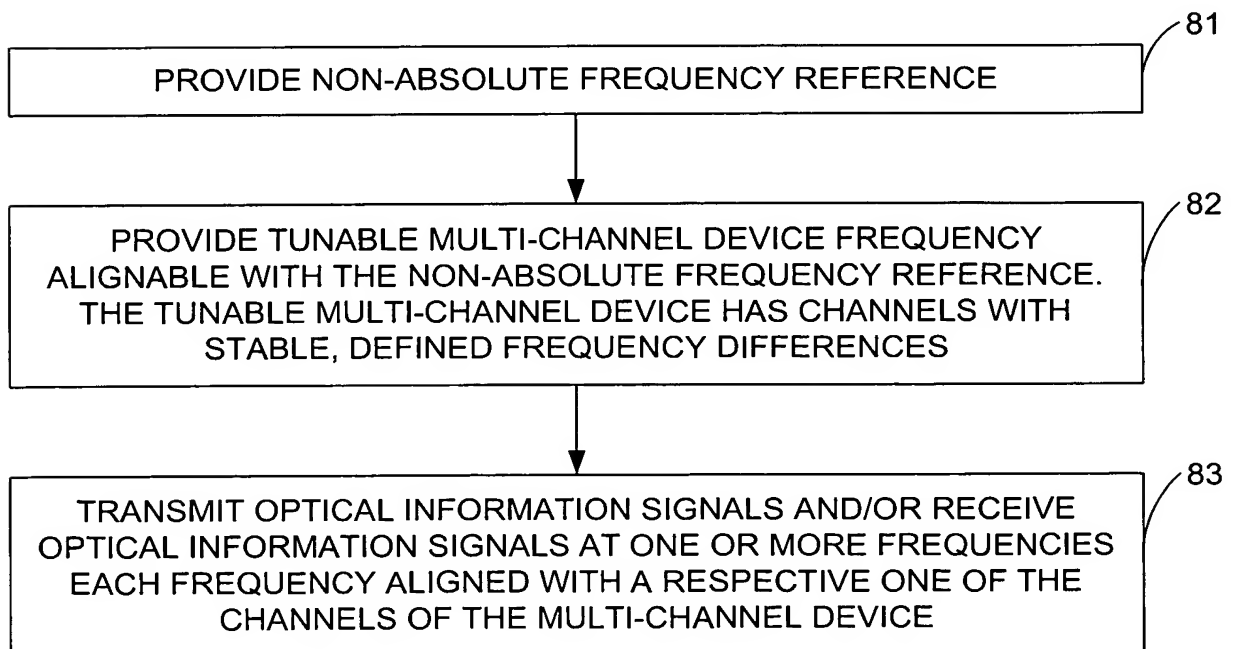 81
PROVIDE NON-ABSOLUTE FREQUENCY REFERENCE
82
PROVIDE TUNABLE MULTI-CHANNEL DEVICE FREQUENCY
ALIGNABLE WITH THE NON-ABSOLUTE FREQUENCY REFERENCE.
THE TUNABLE MULTI-CHANNEL DEVICE HAS CHANNELS WITH
STABLE, DEFINED FREQUENCY DIFFERENCES
83
TRANSMIT OPTICAL INFORMATION SIGNALS AND/OR RECEIVE
OPTICAL INFORMATION SIGNALS AT ONE OR MORE FREQUENCIES
EACH FREQUENCY ALIGNED WITH A RESPECTIVE ONE OF THE
CHANNELS OF THE MULTI-CHANNEL DEVICE